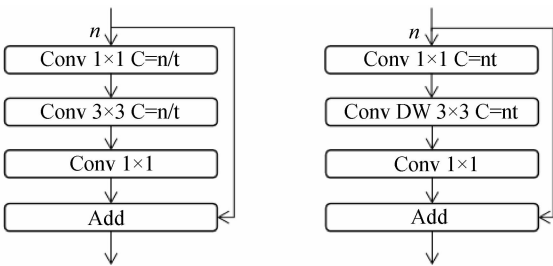 n
Conv 1×1 C=n/t
Conv 3×3 C=n/t
Conv 1×1
Add
n
Conv 1×1 C=nt
Conv DW 3×3 C=nt
Conv 1×1
Add